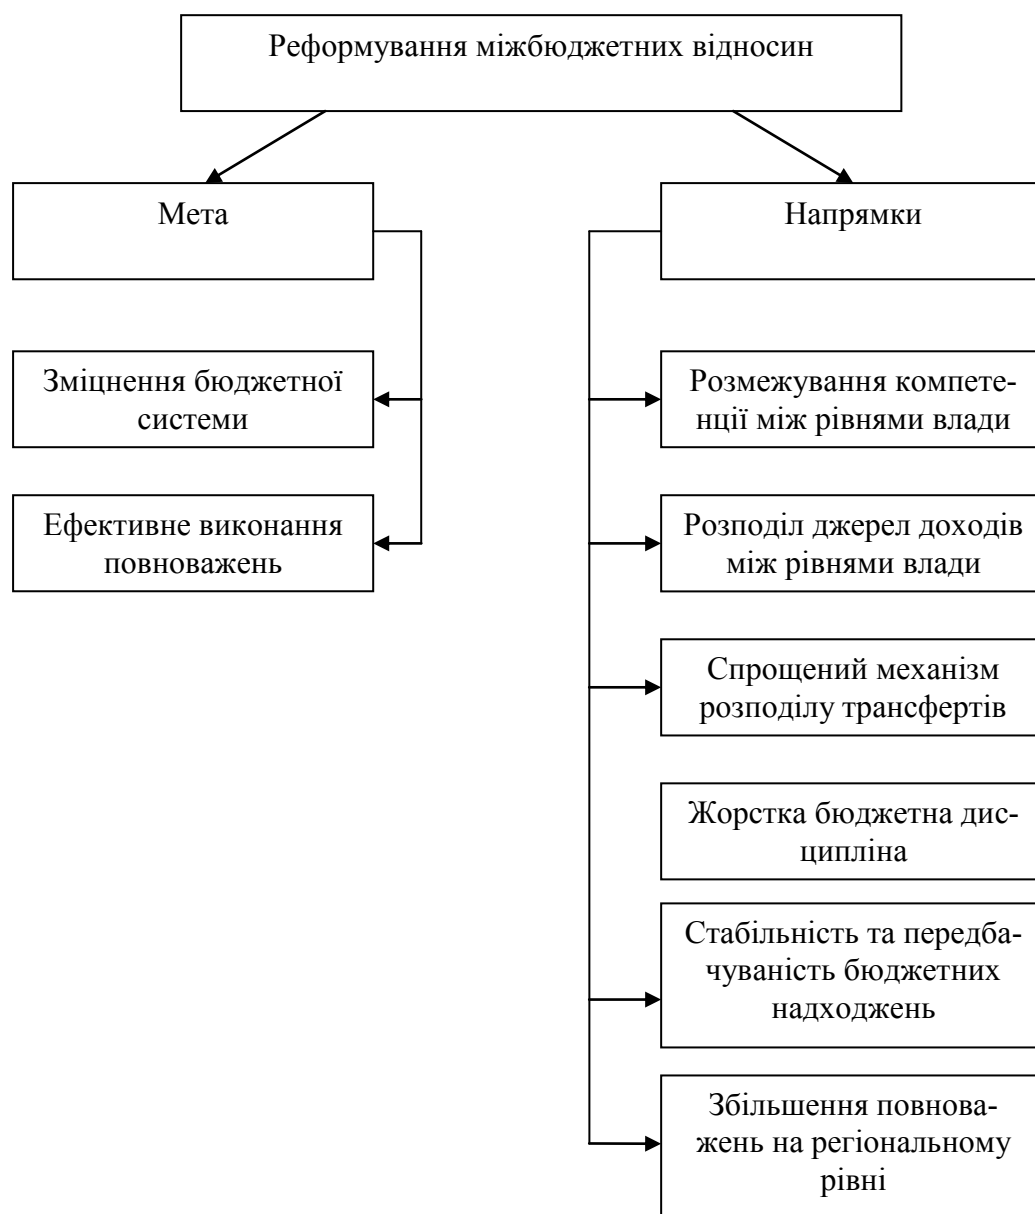 Реформування міжбюджетних відносин
Мета
Напрямки
Зміцнення бюджетної
системи
Ефективне виконання
повноважень
Розмежування компете-
нції між рівнями влади
Розподіл джерел доходів
між рівнями влади
Спрощений механізм
розподілу трансфертів
Жорстка бюджетна дис-
ципліна
Стабільність та передба-
чуваність бюджетних
надходжень
Збільшення повнова-
жень на регіональному
рівні